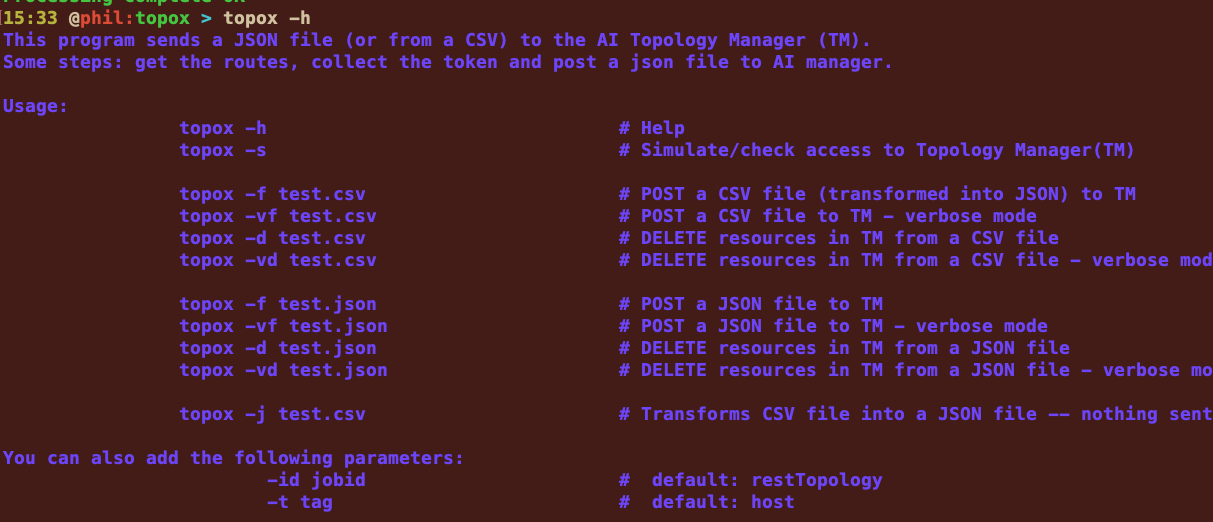 Processing complete OK
15:33 @phil:topox > topox -h
This program sends a JSON file (or from a CSV) to the AI Topology Manager (TM).
Some steps: get the routes, collect the token and post a json file to AI manager.
Usage:
topox -h # Help
topox -s # Simulate/check access to Topology Manager(TM)
topox -f test.csv # POST a CSV file (transformed into JSON) to TM
topox -vf test.csv # POST a CSV file to TM - verbose mode
topox -d test.csv # DELETE resources in TM from a CSV file
topox -vd test.csv # DELETE resources in TM from a CSV file - verbose mod
topox -f test.json # POST a JSON file to TM
topox -vf test.json # POST a JSON file to TM - verbose mode
topox -d test.json # DELETE resources in TM from a JSON file
topox -vd test.json # DELETE resources in TM from a JSON file - verbose mo
topox -j test.csv # Transforms CSV file into a JSON file -- nothing sent
You can also add the following parameters:
-id jobid # default: restTopology
-t tag # default: host